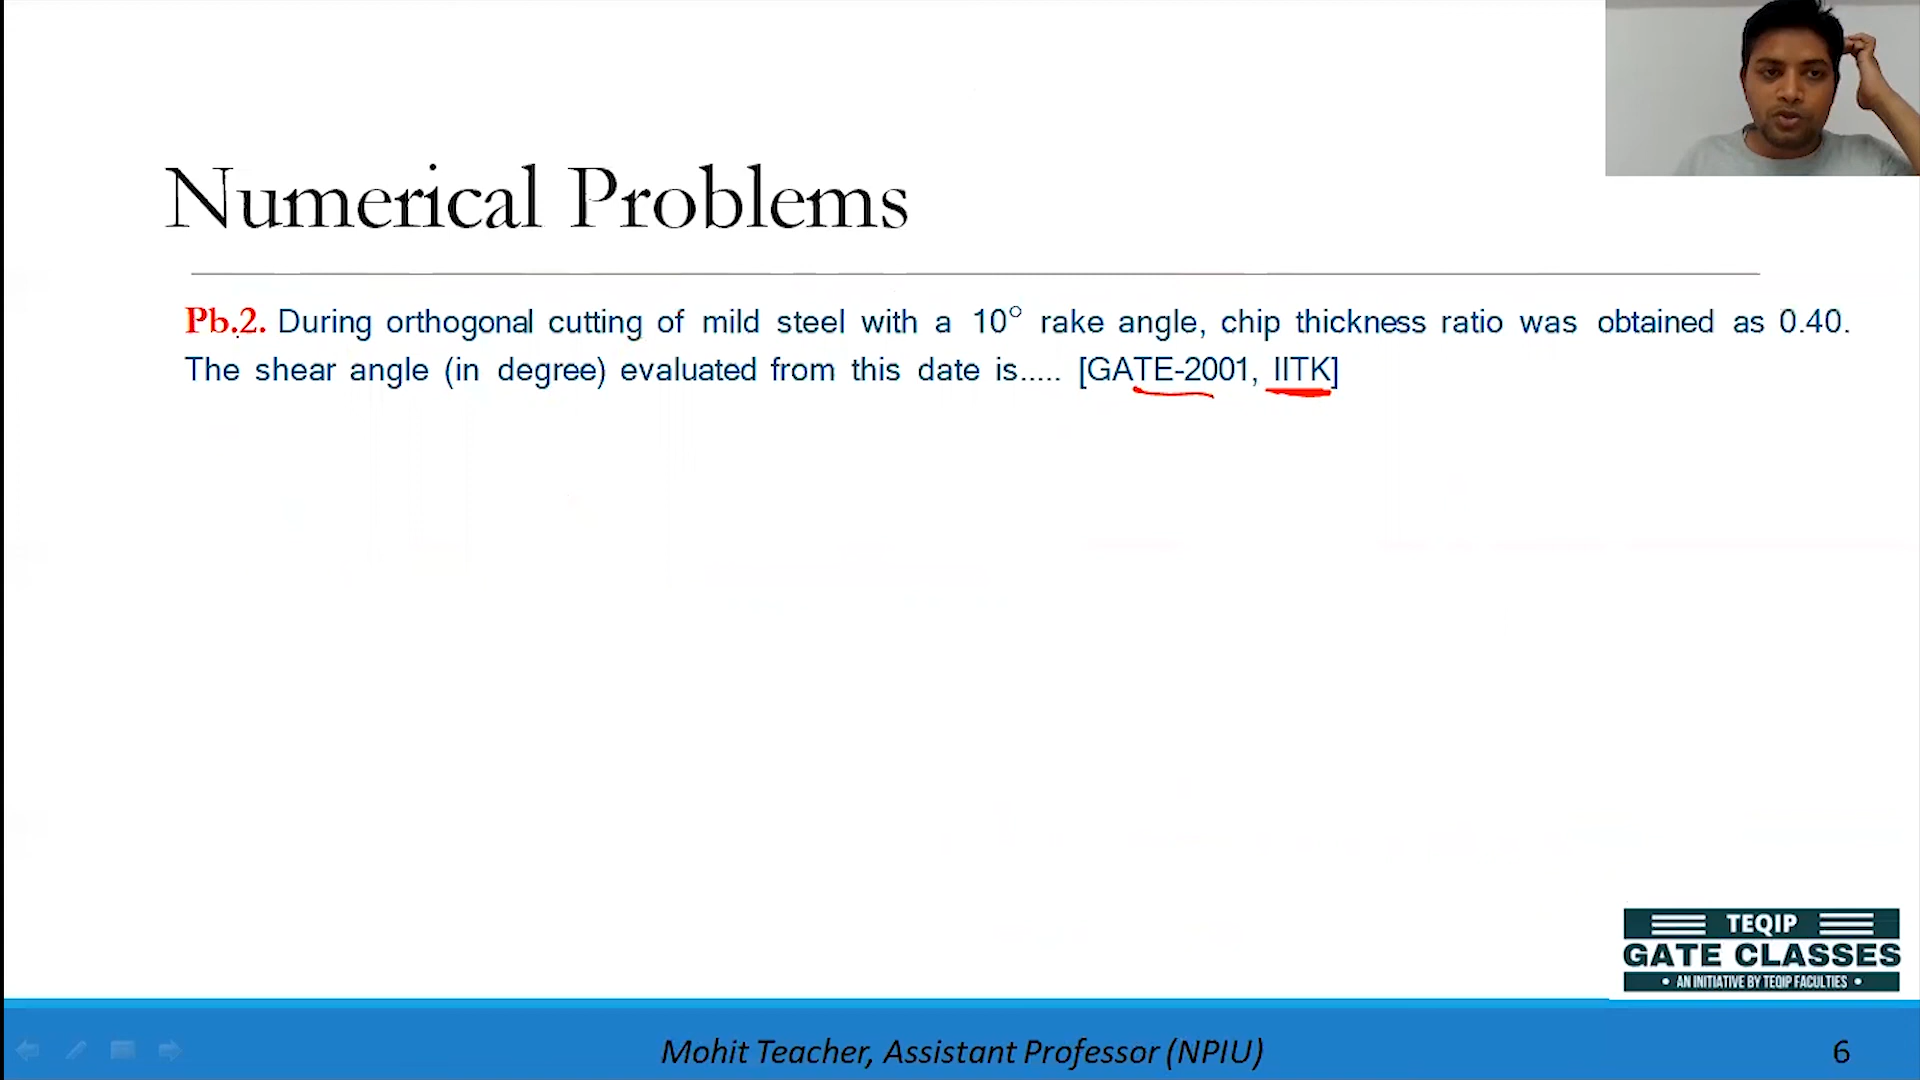 Numerical Problems
Pb.2. During orthogonal cutting of mild steel with a 10° rake angle, chip thickness ratio was obtained as 0.40.
The shear angle (in degree) evaluated from this date is..... [GATE-2001, IITK]
TEQIP
GATE CLASSES
• AN INITIATIVE BY TEQIP FACULTIES •
Mohit Teacher, Assistant Professor (NPIU)
6